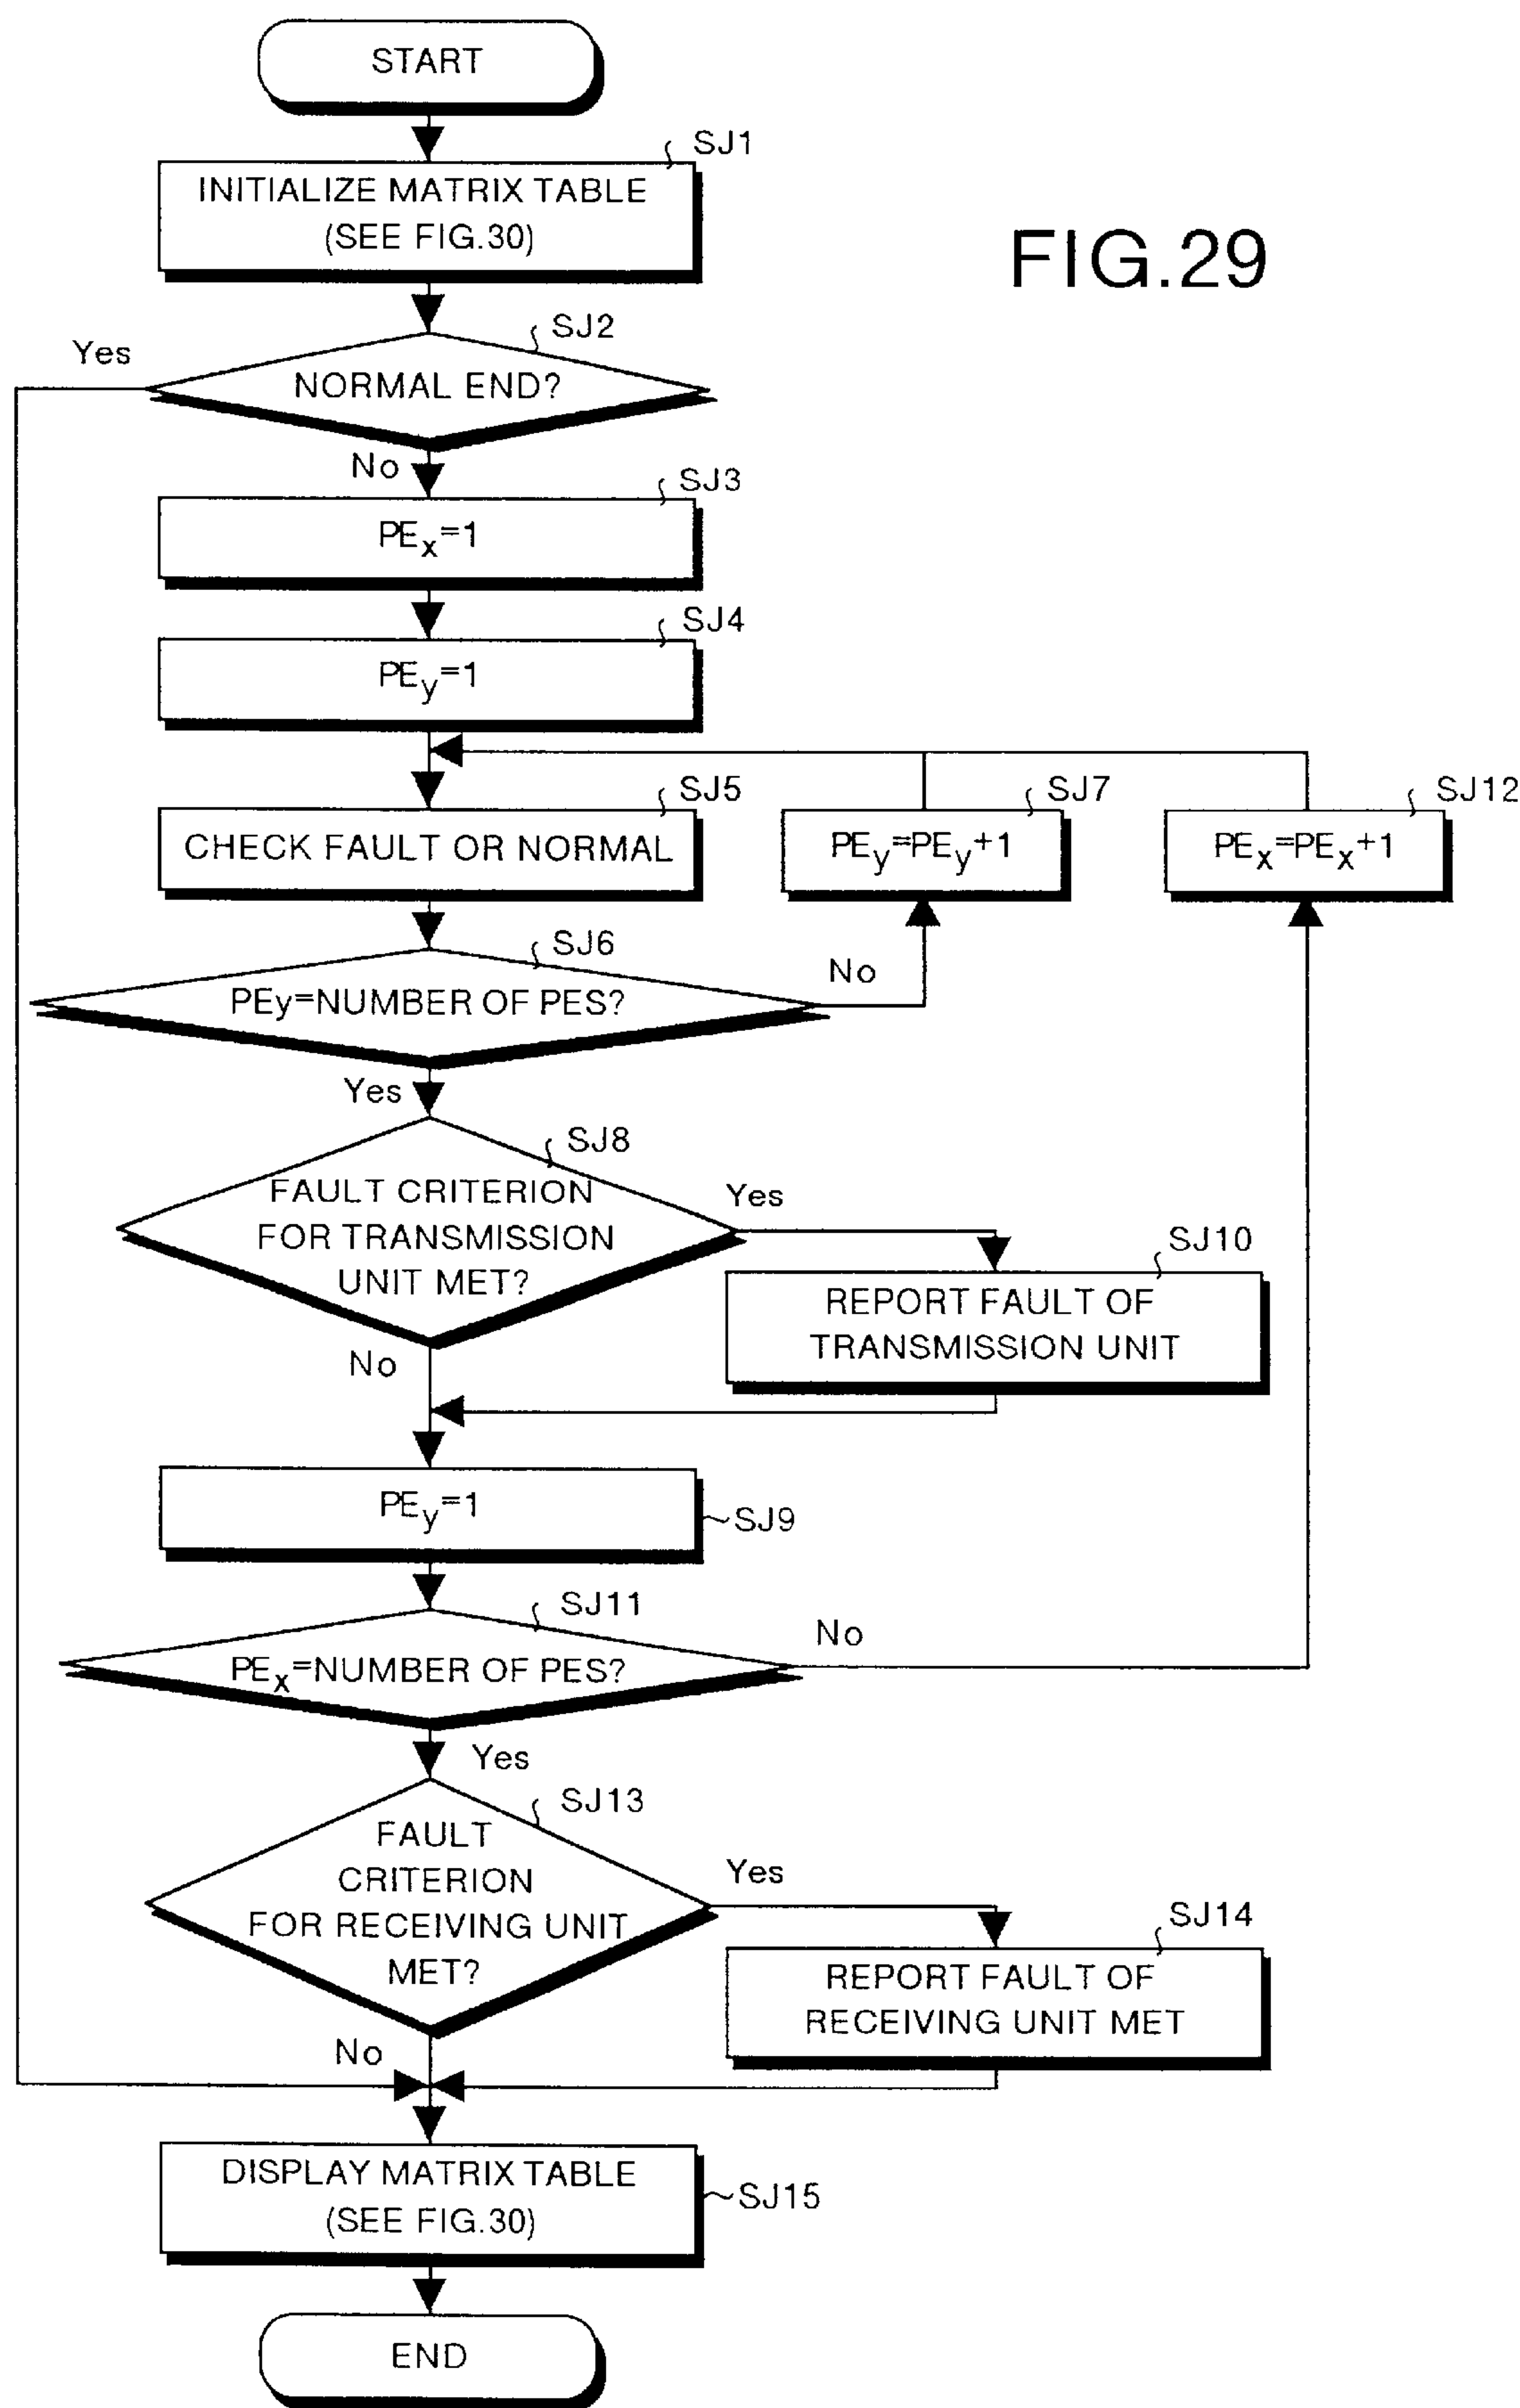 START
SJ1
INITIALIZE MATRIX TABLE
(SEE FIG.30)
FIG.29
SJ2
Yes
NORMAL END?
No
SJ3
PEx=1
SJ4
PEy=1
SJ5
CHECK FAULT OR NORMAL
SJ7
PEy=PEy+1
SJ12
PEx=PEx+1
SJ6
PEy=NUMBER OF PES?
No
Yes
SJ8
FAULT CRITERION
FOR TRANSMISSION
UNIT MET?
Yes
No
SJ10
REPORT FAULT OF
TRANSMISSION UNIT
PEy=1
SJ9
SJ11
PEx=NUMBER OF PES?
No
Yes
SJ13
FAULT
CRITERION
FOR RECEIVING UNIT
MET?
Yes
No
SJ14
REPORT FAULT OF
RECEIVING UNIT MET
DISPLAY MATRIX TABLE
(SEE FIG.30)
SJ15
END